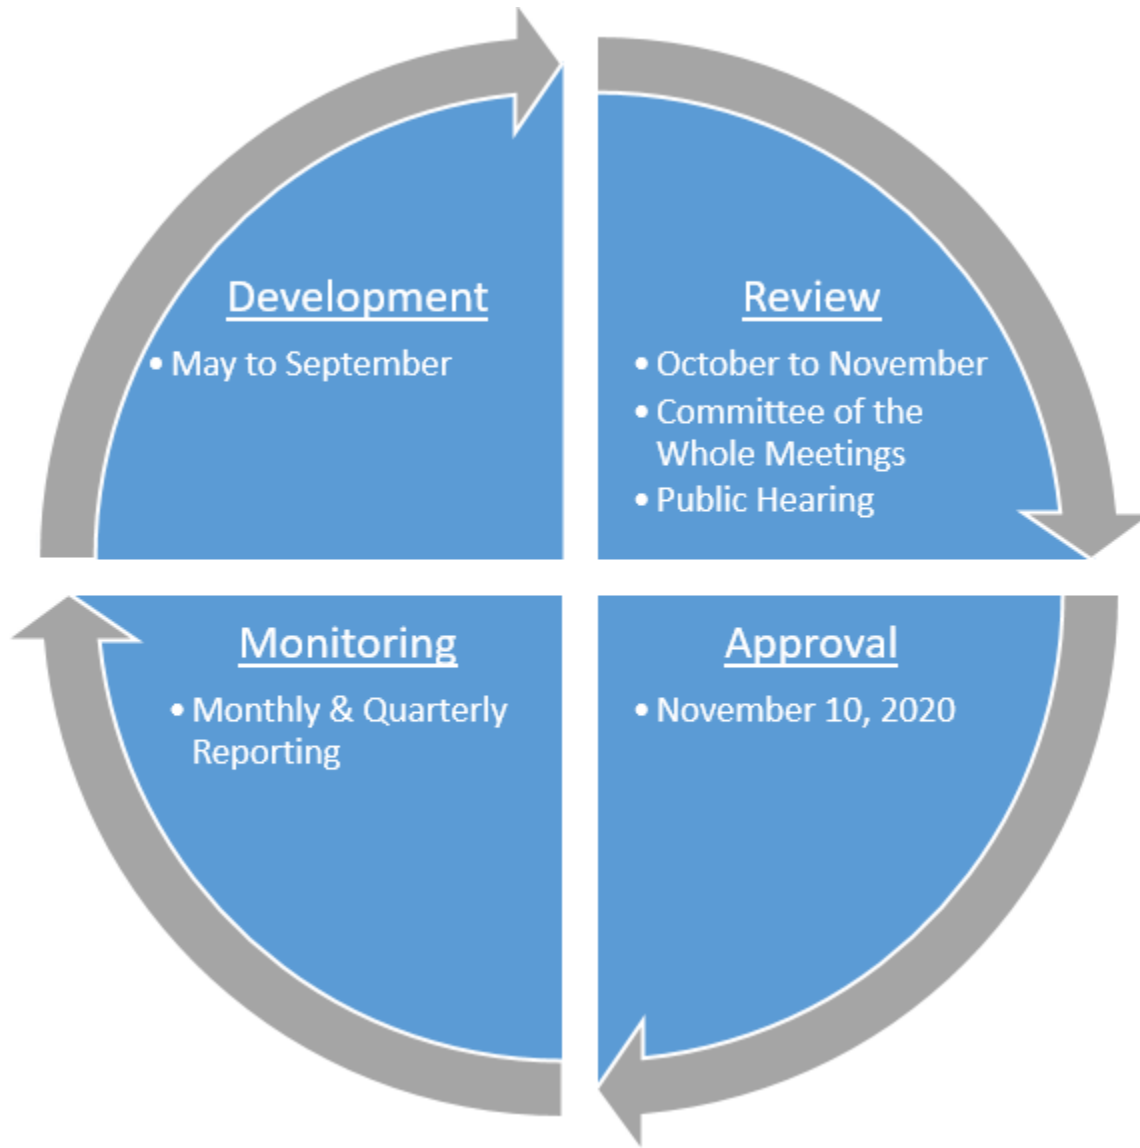 Development
• May to September
Review
• October to November
• Committee of the
Whole Meetings
• Public Hearing
Monitoring
• Monthly & Quarterly
Reporting
Approval
• November 10, 2020